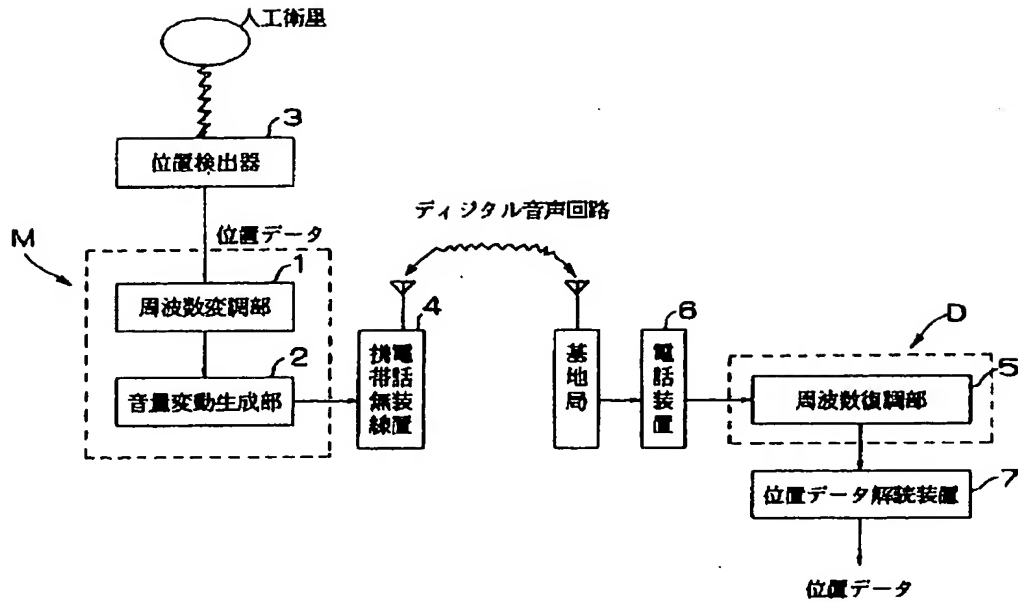 人工衛星
3
位置検出器
ディジタル音声回路
位置データ
M
1
周波数変調部
2
音量変動生成部
4
携帯無線
電話装置
基地局
6
電話装置
D
5
周波数復調部
7
位置データ解読装置
位置データ